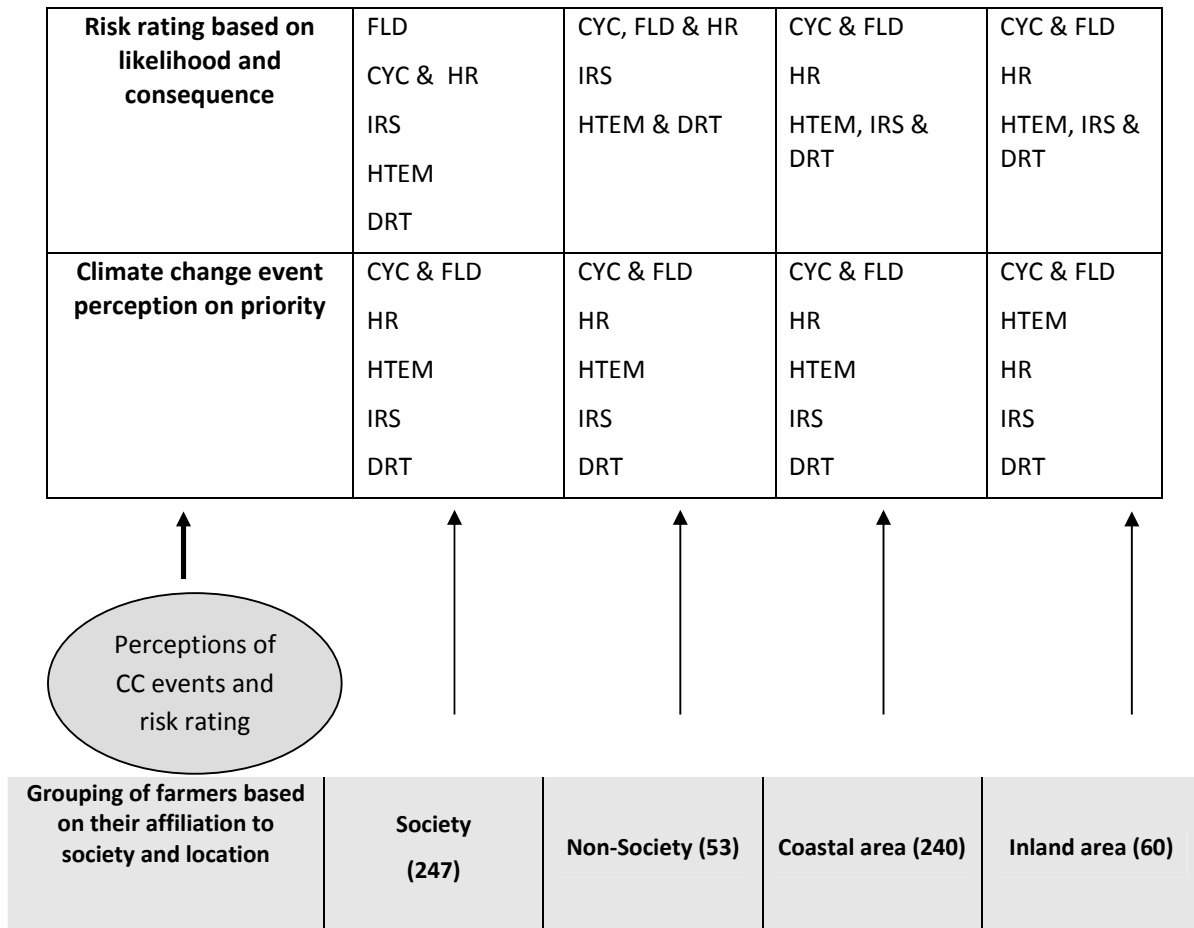 Risk rating based on
likelihood and
consequence
FLD
CYC & HR
IRS
HTEM
DRT
CYC, FLD & HR
IRS
HTEM & DRT
CYC & FLD
HR
HTEM, IRS &
DRT
CYC & FLD
HR
HTEM, IRS &
DRT
Climate change event
perception on priority
CYC & FLD
HR
HTEM
IRS
DRT
CYC & FLD
HR
HTEM
IRS
DRT
CYC & FLD
HR
HTEM
IRS
DRT
CYC & FLD
HTEM
HR
IRS
DRT
Perceptions of
CC events and
risk rating
Grouping of farmers based
on their affiliation to
society and location
Society
(247)
Non-Society (53)
Coastal area (240)
Inland area (60)